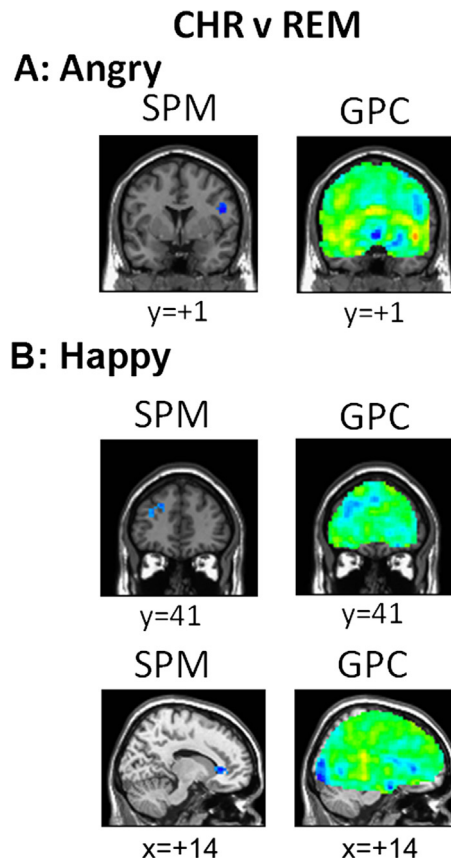 CHR v REM
A: Angry
SPM GPC
y=+1 y=+1
B: Happy
SPM GPC
y=41 y=41
SPM GPC
x=+14 x=+14